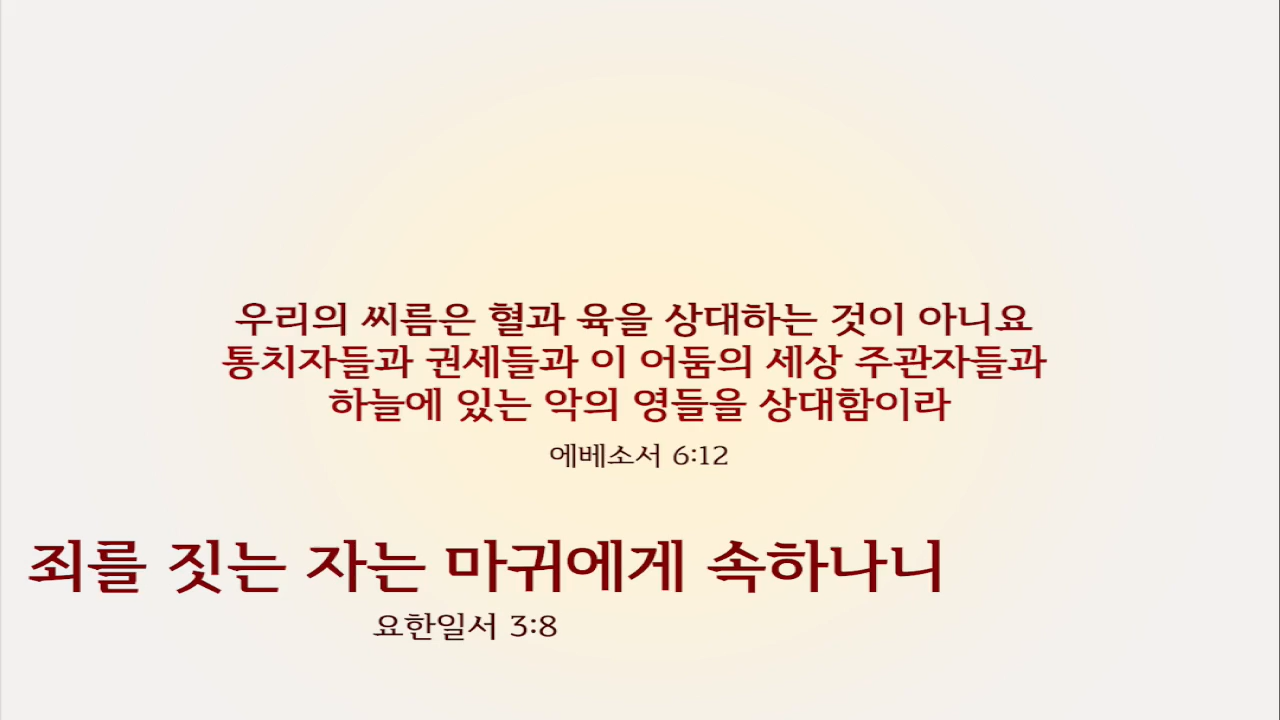 우리의 씨름은 혈과 육을 상대하는 것이 아니요
통치자들과 권세들과 이 어둠의 세상 주관자들과
하늘에 있는 악의 영들을 상대함이라
에베소서 6:12
죄를 짓는 자는 마귀에게 속하나니
요한일서 3:8